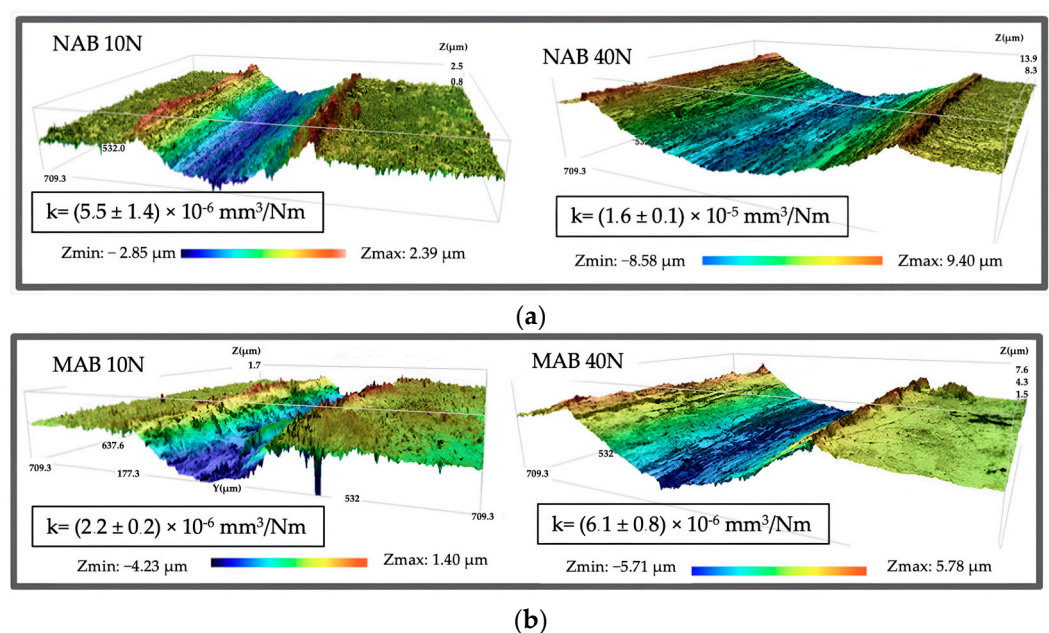 NAB 10N
Z(μm)
2.5
0.8
532.0
709.3
k= (5.5 ± 1.4) × 10⁻⁶ mm³/Nm
Zmin: − 2.85 μm
Zmax: 2.39 μm
NAB 40N
Z(μm)
13.9
8.3
709.3
k= (1.6 ± 0.1) × 10⁻⁵ mm³/Nm
Zmin: −8.58 μm
Zmax: 9.40 μm
(a)
MAB 10N
Z(μm)
1.7
637.6
709.3
177.3
Y(μm)
532
709.3
k= (2.2 ± 0.2) × 10⁻⁶ mm³/Nm
Zmin: −4.23 μm
Zmax: 1.40 μm
MAB 40N
Z(μm)
7.6
4.3
1.5
532
709.3
k= (6.1 ± 0.8) × 10⁻⁶ mm³/Nm
Zmin: −5.71 μm
Zmax: 5.78 μm
(b)